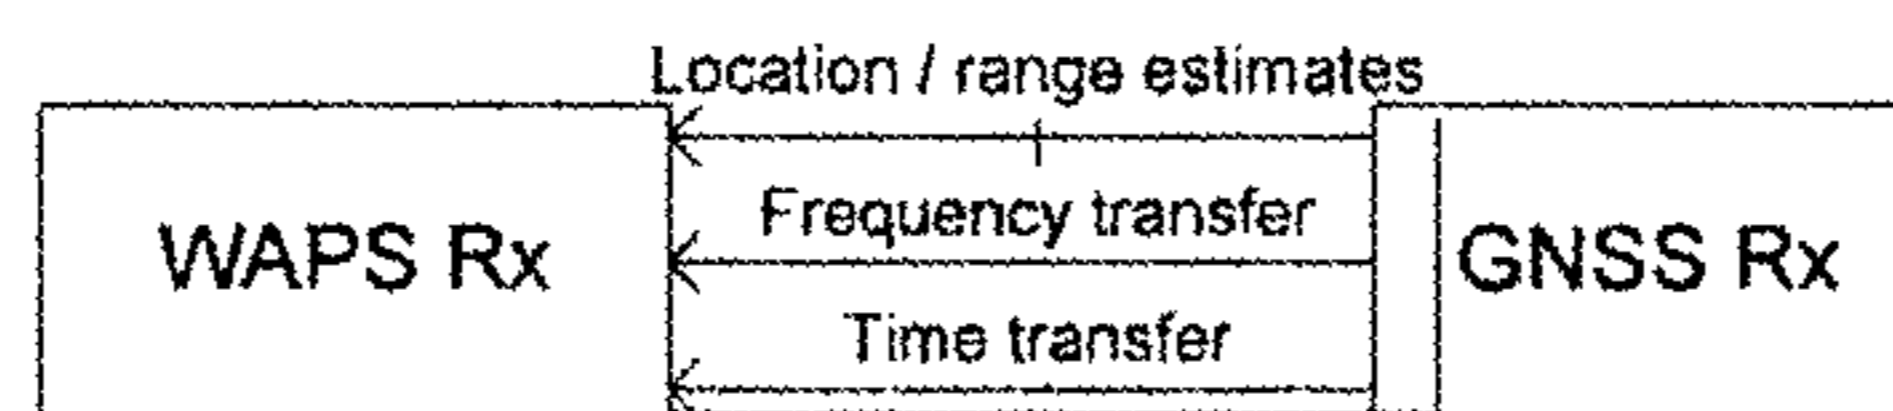 Location / range estimates
Frequency transfer
WAPS Rx
GNSS Rx
Time transfer